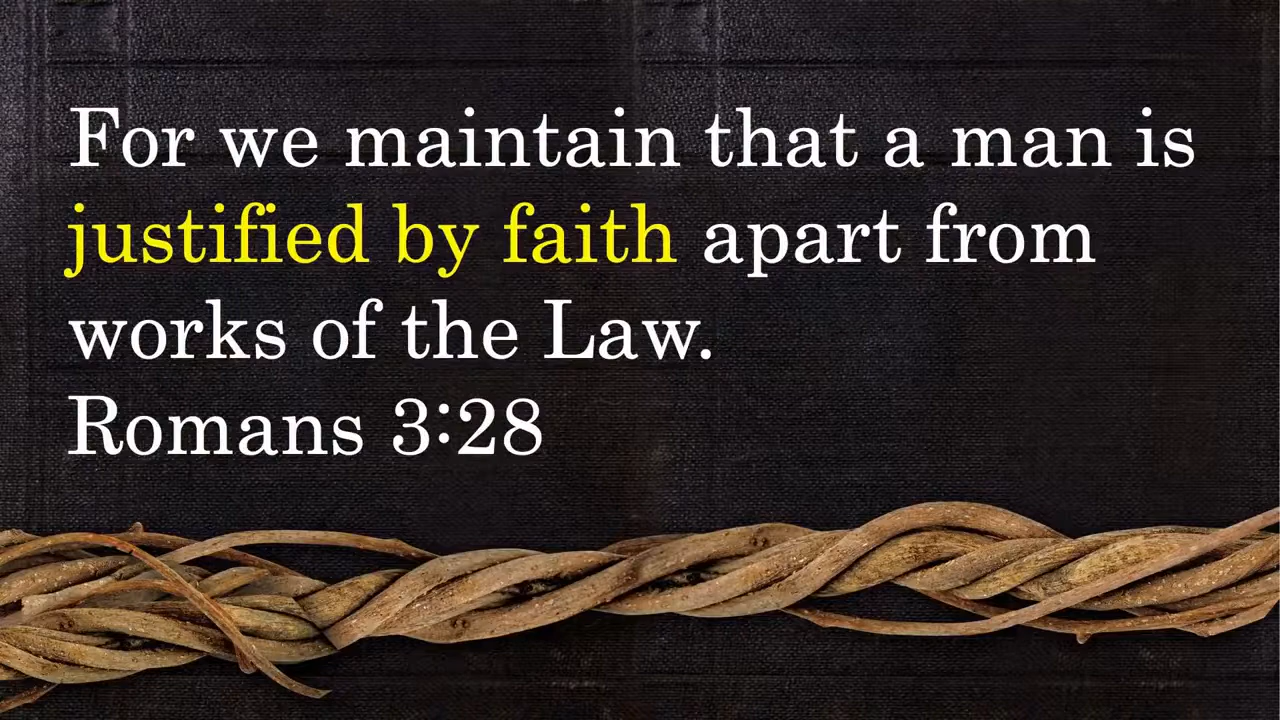 For we maintain that a man is
justified by faith apart from
works of the Law.
Romans 3:28